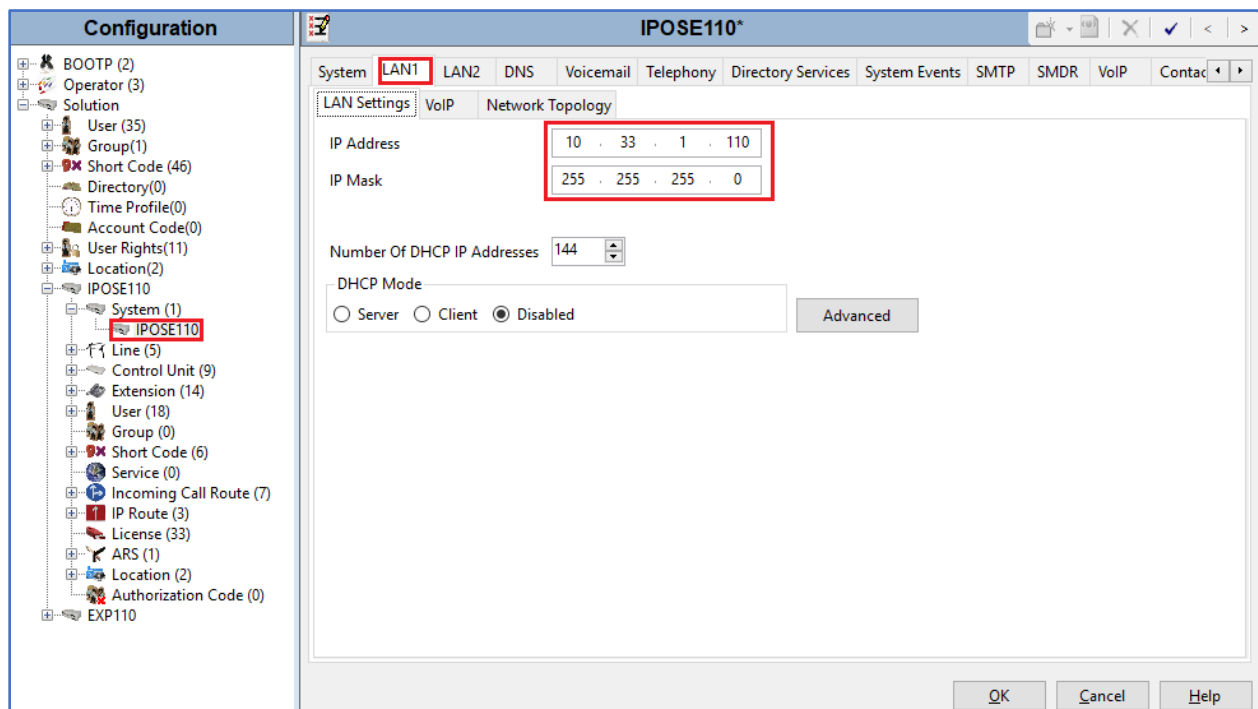 Configuration
BOOTP (2)
Operator (3)
Solution
User (35)
Group(1)
Short Code (46)
Directory(0)
Time Profile(0)
Account Code(0)
User Rights(11)
Location(2)
IPOSE110
System (1)
IPOSE110
Line (5)
Control Unit (9)
Extension (14)
User (18)
Group (0)
Short Code (6)
Service (0)
Incoming Call Route (7)
IP Route (3)
License (33)
ARS (1)
Location (2)
Authorization Code (0)
EXP110
IPOSE110*
System LAN1 LAN2 DNS Voicemail Telephony Directory Services System Events SMTP SMDR VoIP Contac
LAN Settings VoIP Network Topology
IP Address 10 . 33 . 1 . 110
IP Mask 255 . 255 . 255 . 0
Number Of DHCP IP Addresses 144
DHCP Mode
Server Client Disabled
Advanced
OK Cancel Help